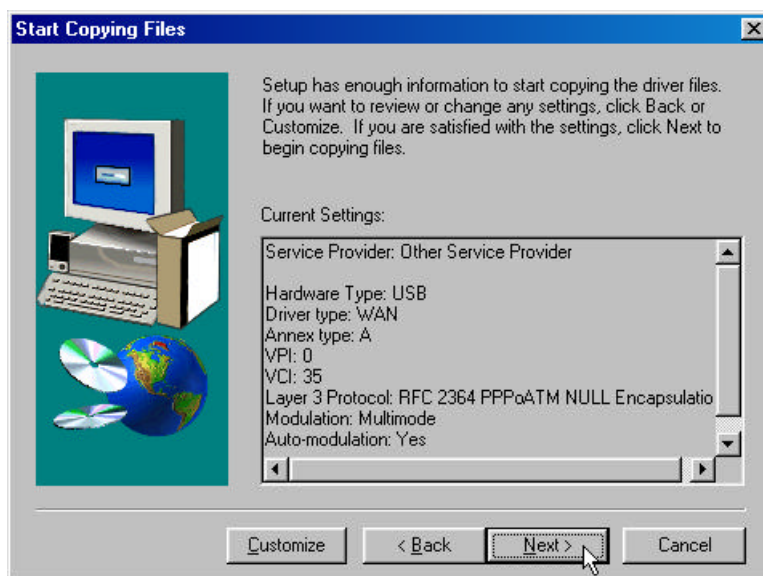 Start Copying Files
Setup has enough information to start copying the driver files.
If you want to review or change any settings, click Back or
Customize. If you are satisfied with the settings, click Next to
begin copying files.
Current Settings:
Service Provider: Other Service Provider
Hardware Type: USB
Driver type: WAN
Annex type: A
VPI: 0
VCI: 35
Layer 3 Protocol: RFC 2364 PPPoATM NULL Encapsulatio
Modulation: Multimode
Auto-modulation: Yes
Customize
< Back
Next >
Cancel